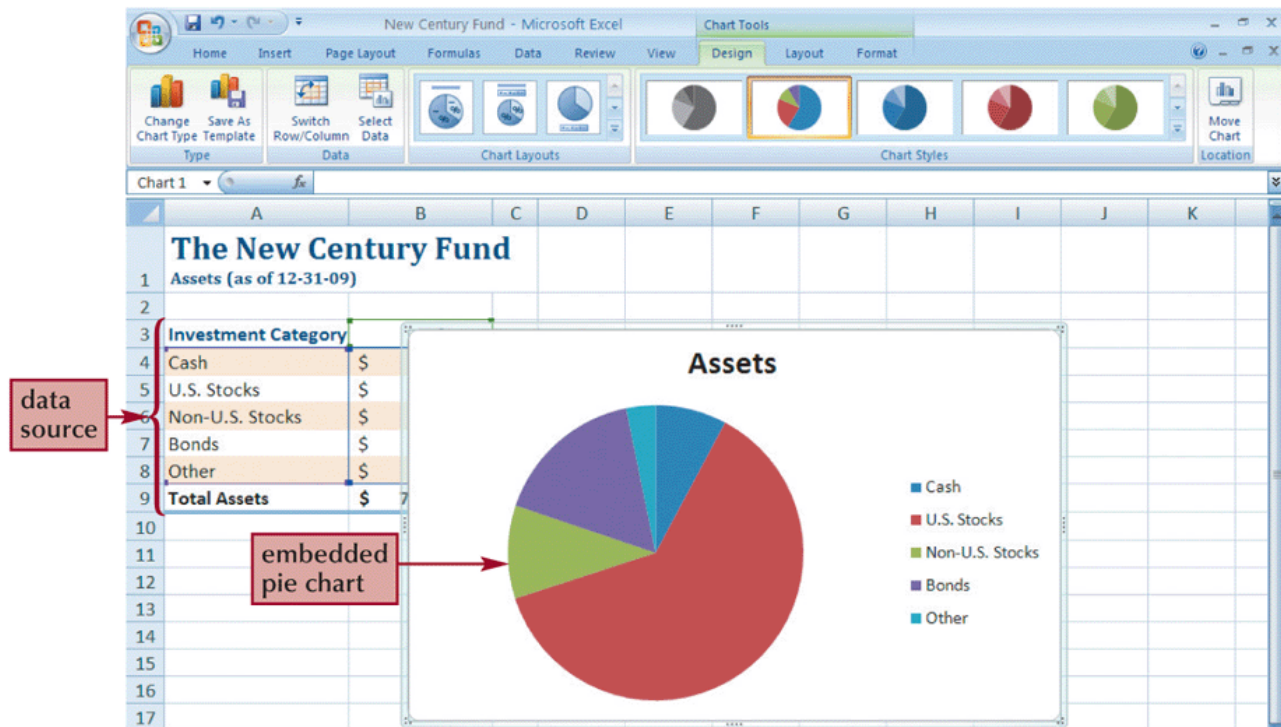 New Century Fund - Microsoft Excel
Chart Tools
Home Insert Page Layout Formulas Data Review View Design Layout Format
Change Chart Type
Save As Template
Switch Row/Column
Select Data
Move Chart
Type Data Chart Layouts Chart Styles Location
Chart 1 fx
A B C D E F G H I J K
The New Century Fund
1 Assets (as of 12-31-09)
2
3 Investment Category
4 Cash $
5 U.S. Stocks $
6 Non-U.S. Stocks $
7 Bonds $
8 Other $
9 Total Assets $ 7
10
11
12
13
14
15
16
17
data
source
embedded
pie chart
Assets
Cash
U.S. Stocks
Non-U.S. Stocks
Bonds
Other